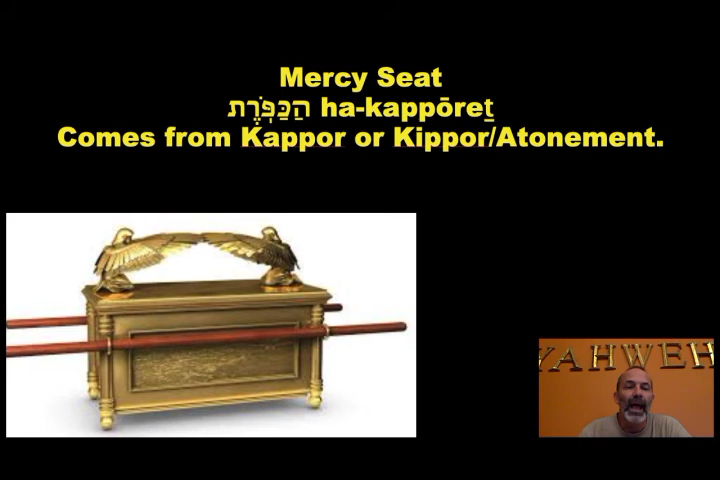 Mercy Seat
הַכַּפֹּרֶת ha-kappōreṯ
Comes from Kappor or Kippor/Atonement.
YAHWEH